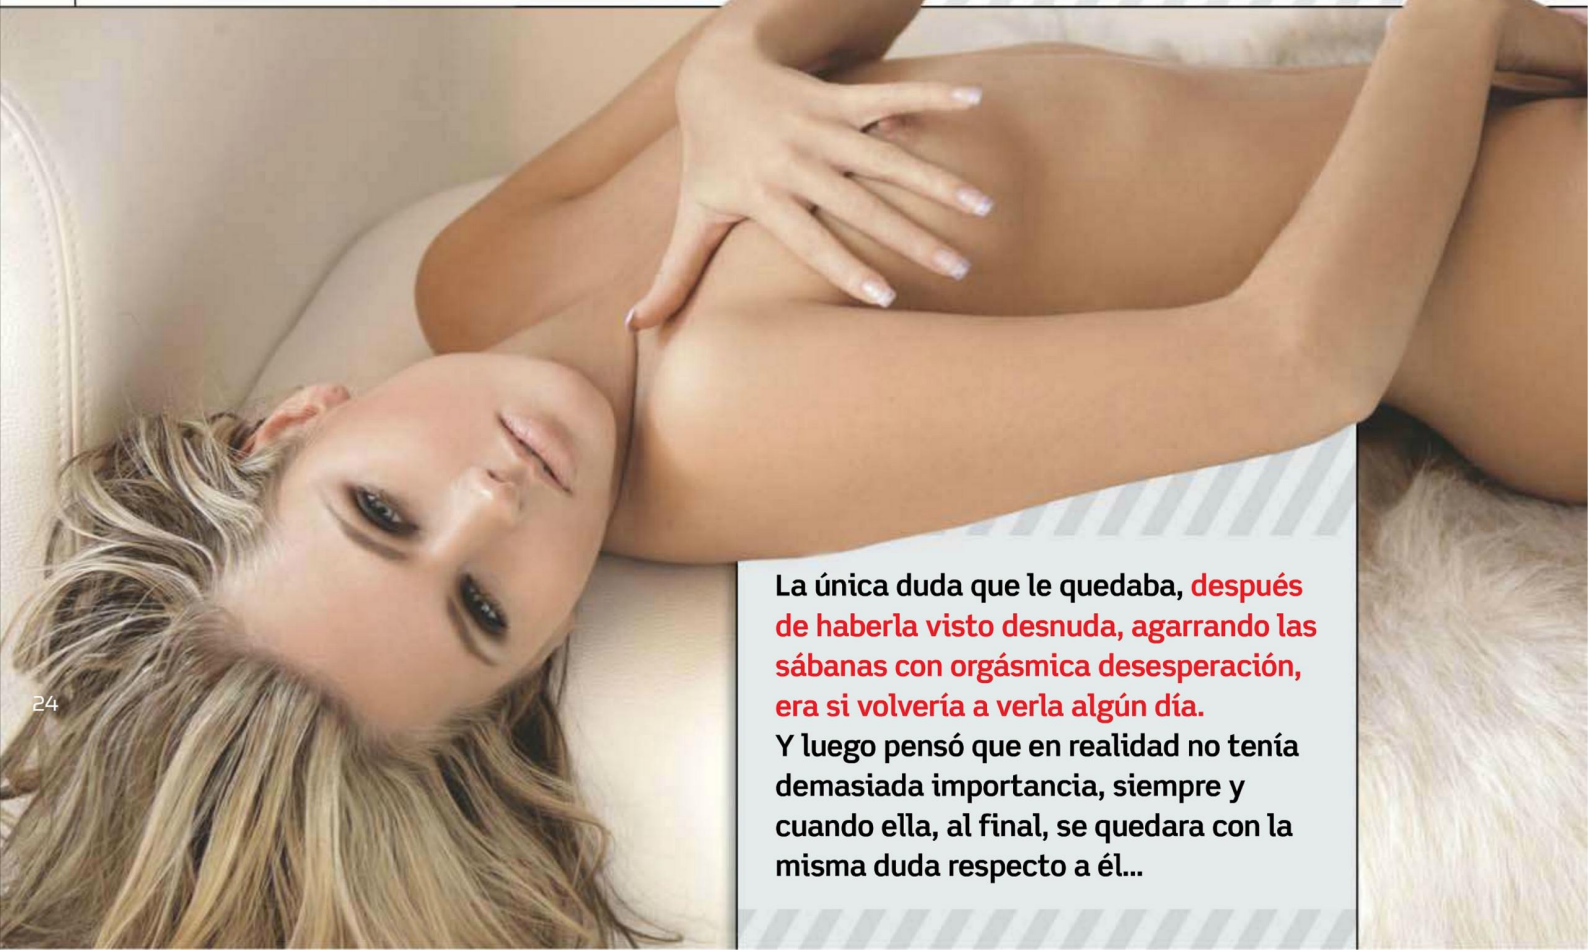 La única duda que le quedaba, después
de haberla visto desnuda, agarrando las
sábanas con orgásmica desesperación,
era si volvería a verla algún día.
Y luego pensó que en realidad no tenía
demasiada importancia, siempre y
cuando ella, al final, se quedara con la
misma duda respecto a él...
24